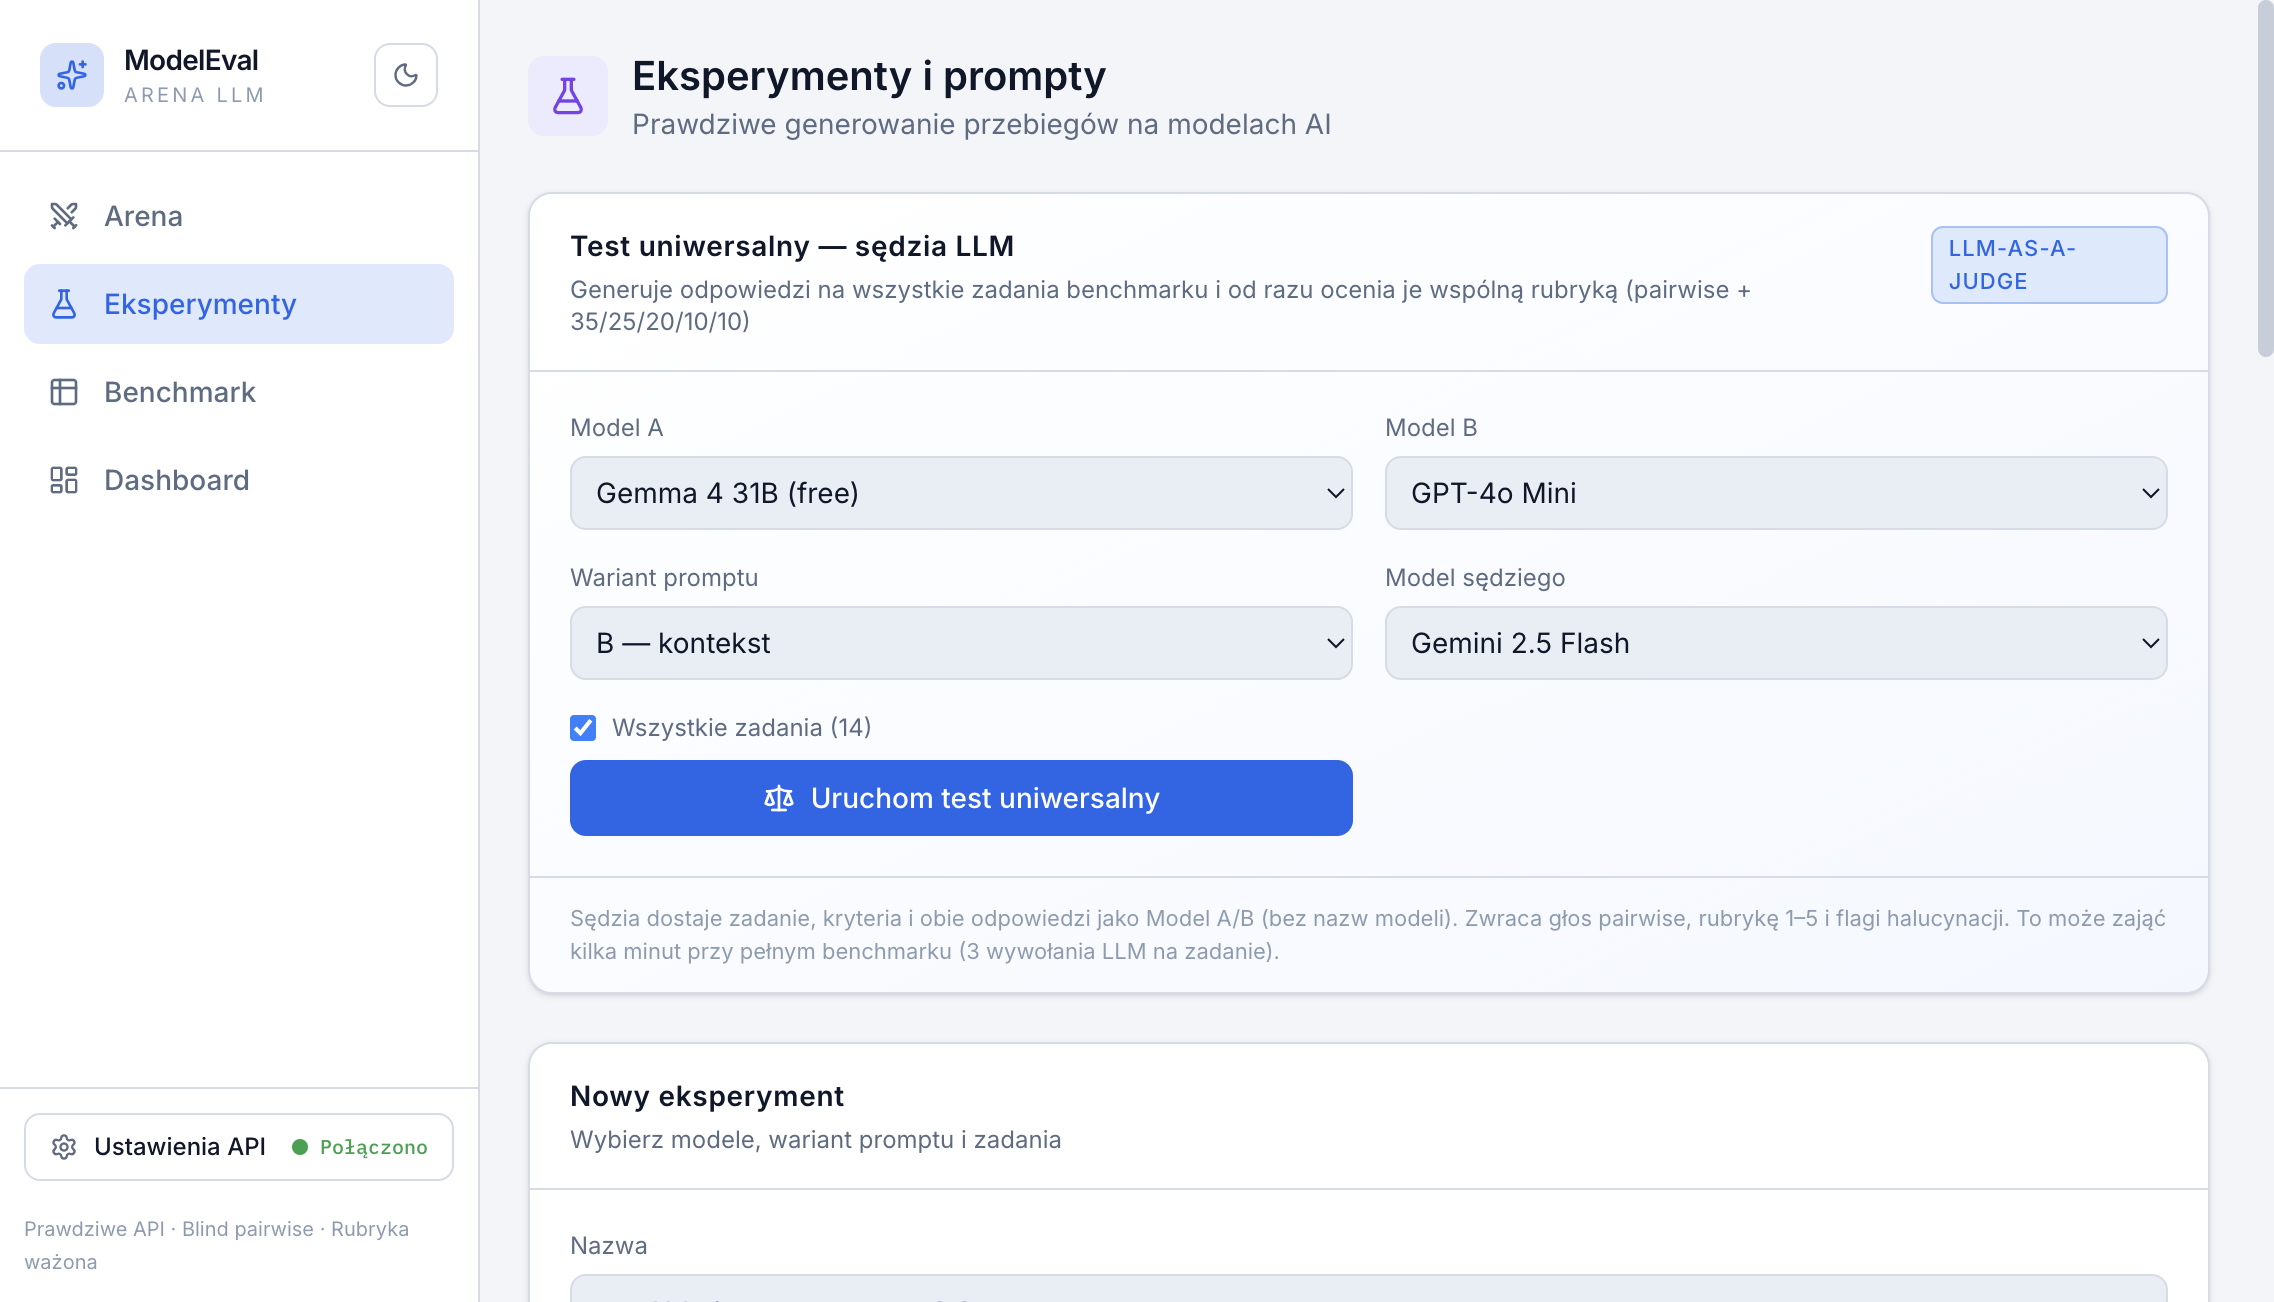 ModelEval
ARENA LLM
Arena
Eksperymenty
Benchmark
Dashboard
Ustawienia API
Połączono
Prawdziwe API · Blind pairwise · Rubryka
ważona
Eksperymenty i prompty
Prawdziwe generowanie przebiegów na modelach AI
Test uniwersalny — sędzia LLM
Generuje odpowiedzi na wszystkie zadania benchmarku i od razu ocenia je wspólną rubryką (pairwise +
35/25/20/10/10)
LLM-AS-A-
JUDGE
Model A
Gemma 4 31B (free)
Model B
GPT-4o Mini
Wariant promptu
B — kontekst
Model sędziego
Gemini 2.5 Flash
Wszystkie zadania (14)
Uruchom test uniwersalny
Sędzia dostaje zadanie, kryteria i obie odpowiedzi jako Model A/B (bez nazw modeli). Zwraca głos pairwise, rubrykę 1–5 i flagi halucynacji. To może zająć
kilka minut przy pełnym benchmarku (3 wywołania LLM na zadanie).
Nowy eksperyment
Wybierz modele, wariant promptu i zadania
Nazwa